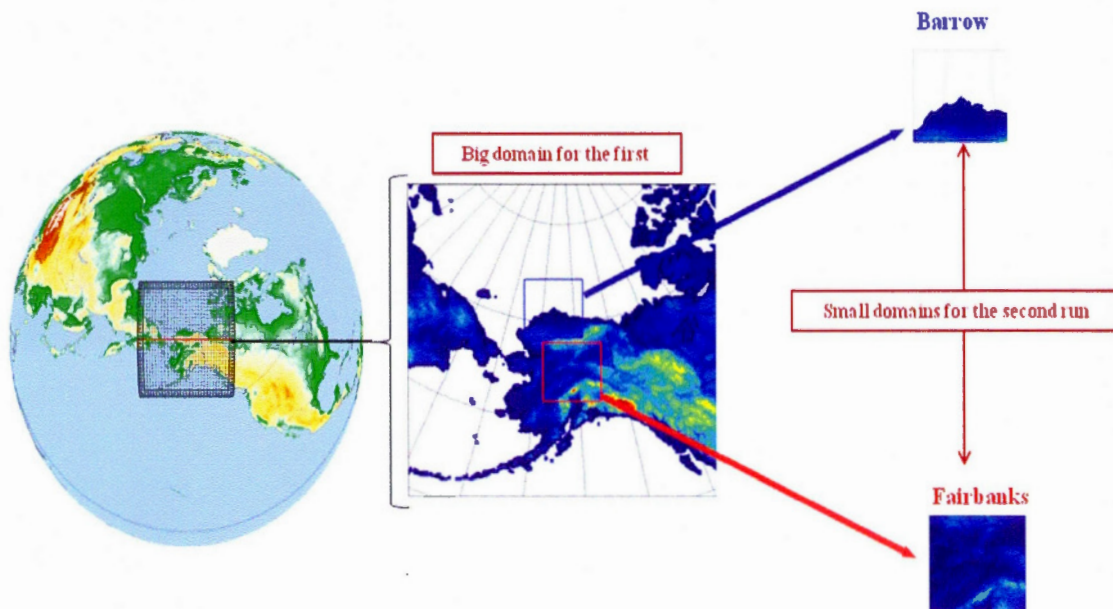 Barrow
Big domain for the first
Small domains for the second run
Fairbanks